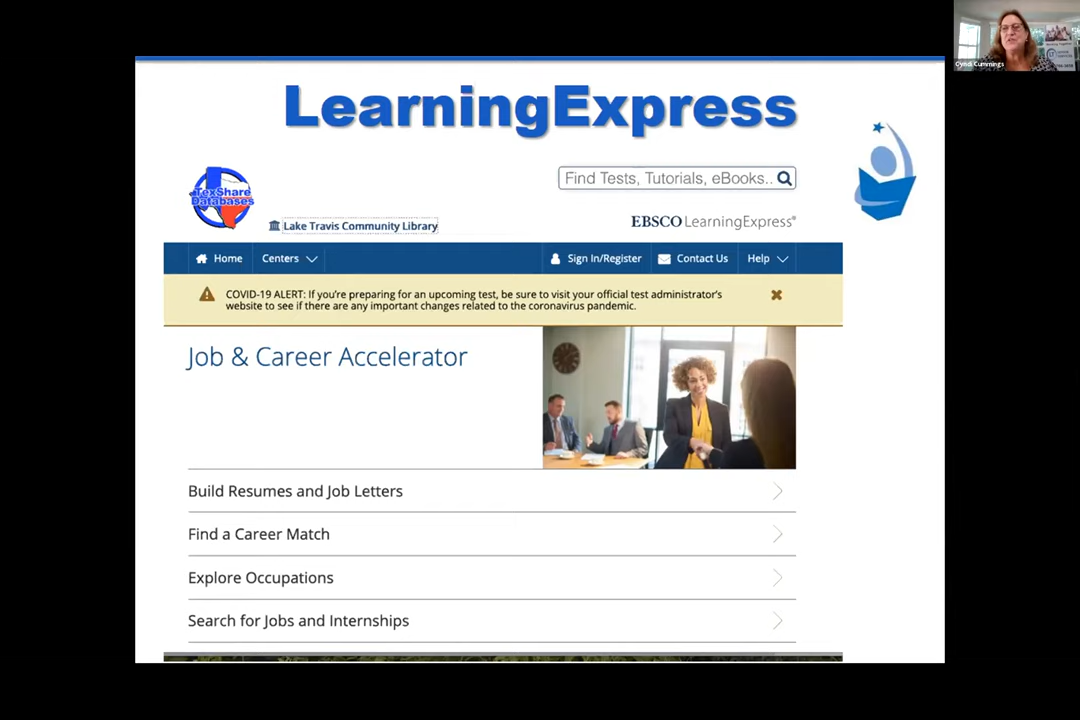 Cyndi Cummings
LearningExpress
TexShare
Databases
Find Tests, Tutorials, eBooks..
Lake Travis Community Library
EBSCO LearningExpress®
Home
Centers
Sign In/Register
Contact Us
Help
COVID-19 ALERT: If you're preparing for an upcoming test, be sure to visit your official test administrator's
website to see if there are any important changes related to the coronavirus pandemic.
Job & Career Accelerator
Build Resumes and Job Letters
Find a Career Match
Explore Occupations
Search for Jobs and Internships